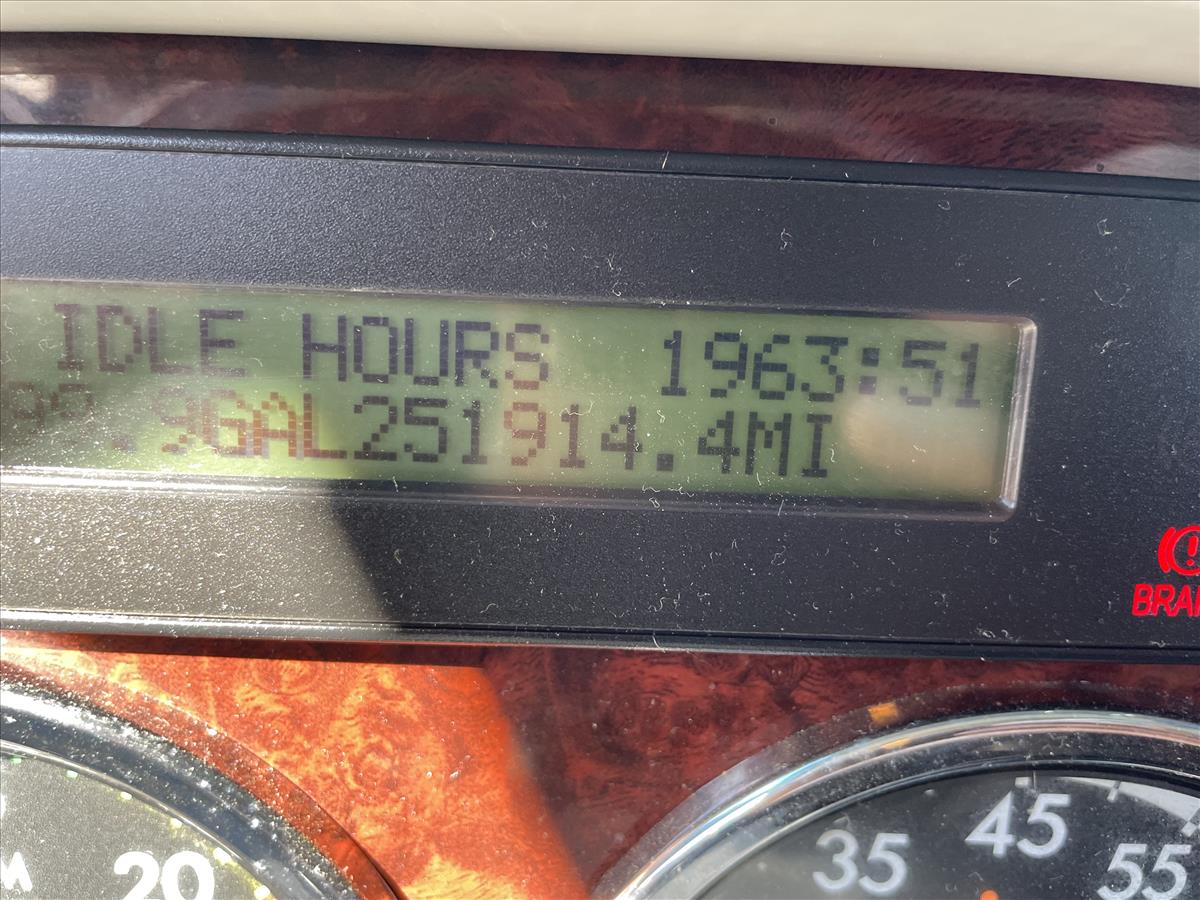 IDLE HOURS 1963:51
.9GAL251914.4MI
20
35 45 55